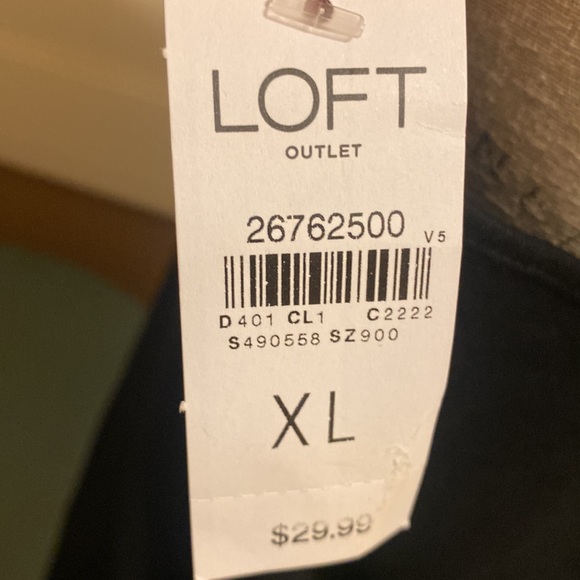 LOFT
OUTLET
26762500 V5
D401 CL1 C2222
S490558 SZ900
XL
$29.99